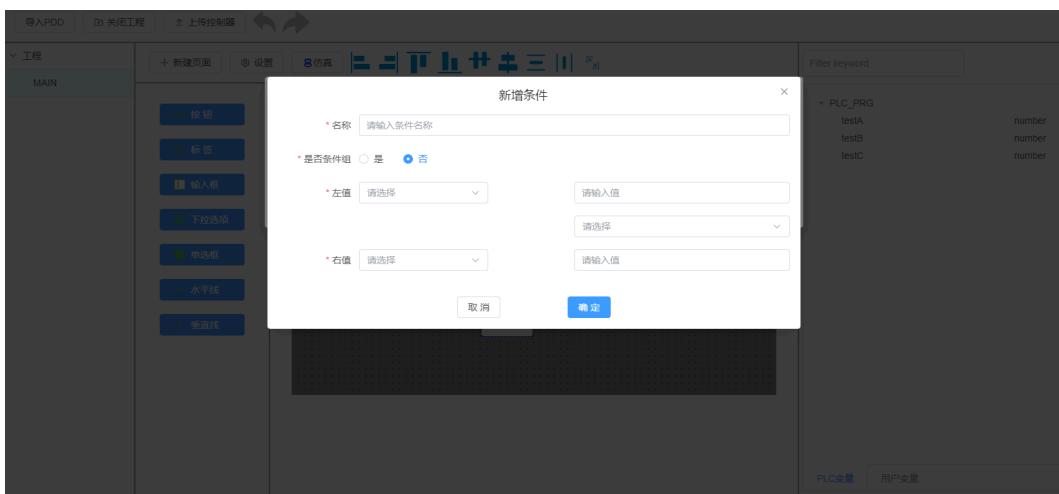 导入PDD 关闭工程 上传控制器
工程
MAIN
新建页面 设置 仿真
Filter keyword
按钮
标签
输入框
下拉选项
单选框
水平线
垂直线
新增条件
* 名称 请输入条件名称
* 是否条件组 是 否
* 左值 请选择 请输入值
请选择
* 右值 请选择 请输入值
取消 确定
PLC_PRG
testA number
testB number
testC number
PLC变量 用户变量